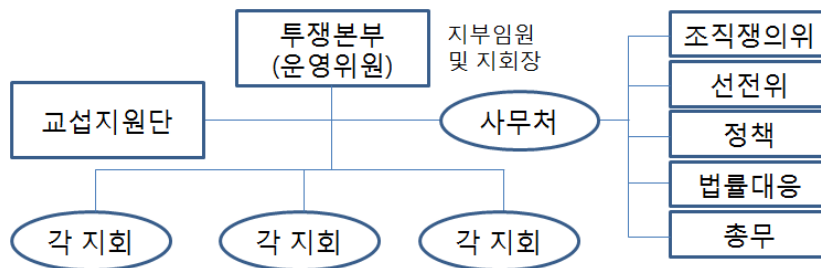 투쟁본부
(운영위원)
지부임원
및 지회장
조직쟁의위
선전위
교섭지원단
사무처
정책
법률대응
각 지회
각 지회
각 지회
총무